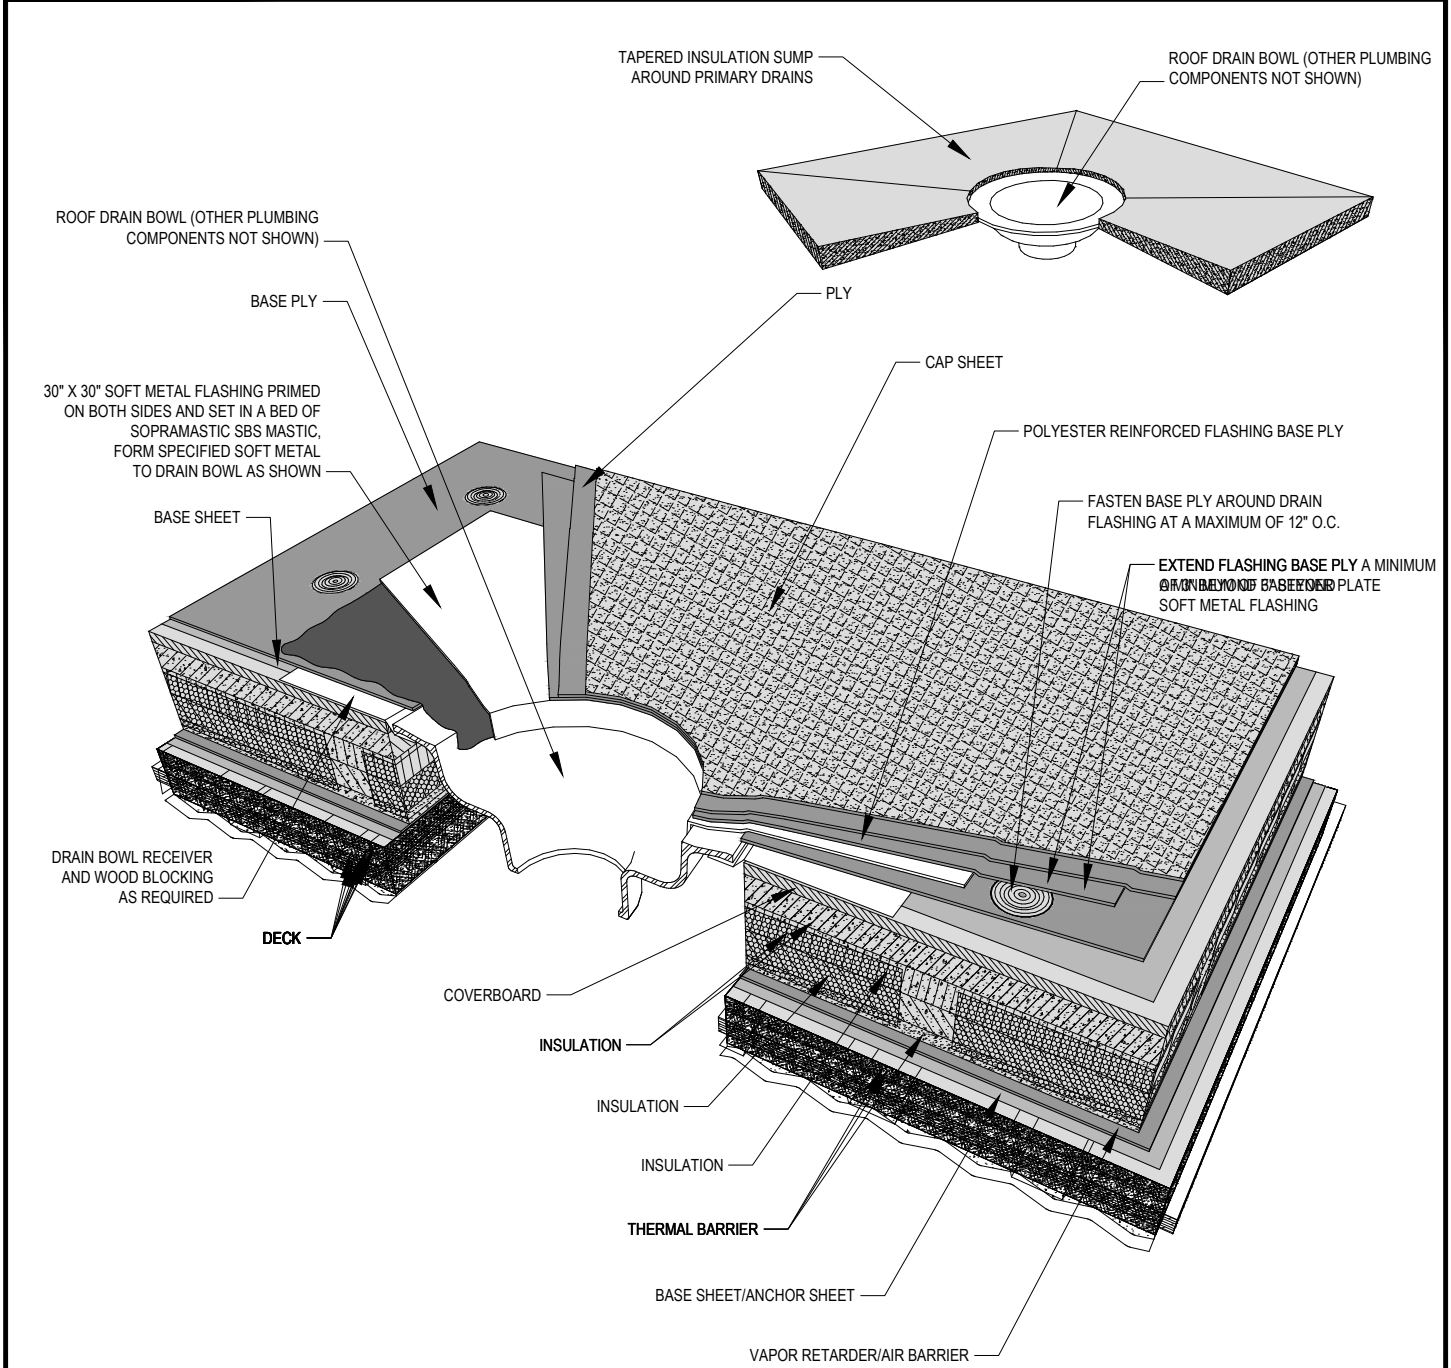 TAPERED INSULATION SUMP
AROUND PRIMARY DRAINS
ROOF DRAIN BOWL (OTHER PLUMBING
COMPONENTS NOT SHOWN)
ROOF DRAIN BOWL (OTHER PLUMBING
COMPONENTS NOT SHOWN)
BASE PLY
PLY
CAP SHEET
30" X 30" SOFT METAL FLASHING PRIMED
ON BOTH SIDES AND SET IN A BED OF
SOPRAMASTIC SBS MASTIC,
FORM SPECIFIED SOFT METAL
TO DRAIN BOWL AS SHOWN
POLYESTER REINFORCED FLASHING BASE PLY
BASE SHEET
FASTEN BASE PLY AROUND DRAIN
FLASHING AT A MAXIMUM OF 12" O.C.
EXTEND FLASHING BASE PLY A MINIMUM
PLATE
SOFT METAL FLASHING
DRAIN BOWL RECEIVER
AND WOOD BLOCKING
AS REQUIRED
DECK
COVERBOARD
INSULATION
INSULATION
INSULATION
THERMAL BARRIER
BASE SHEET/ANCHOR SHEET
VAPOR RETARDER/AIR BARRIER